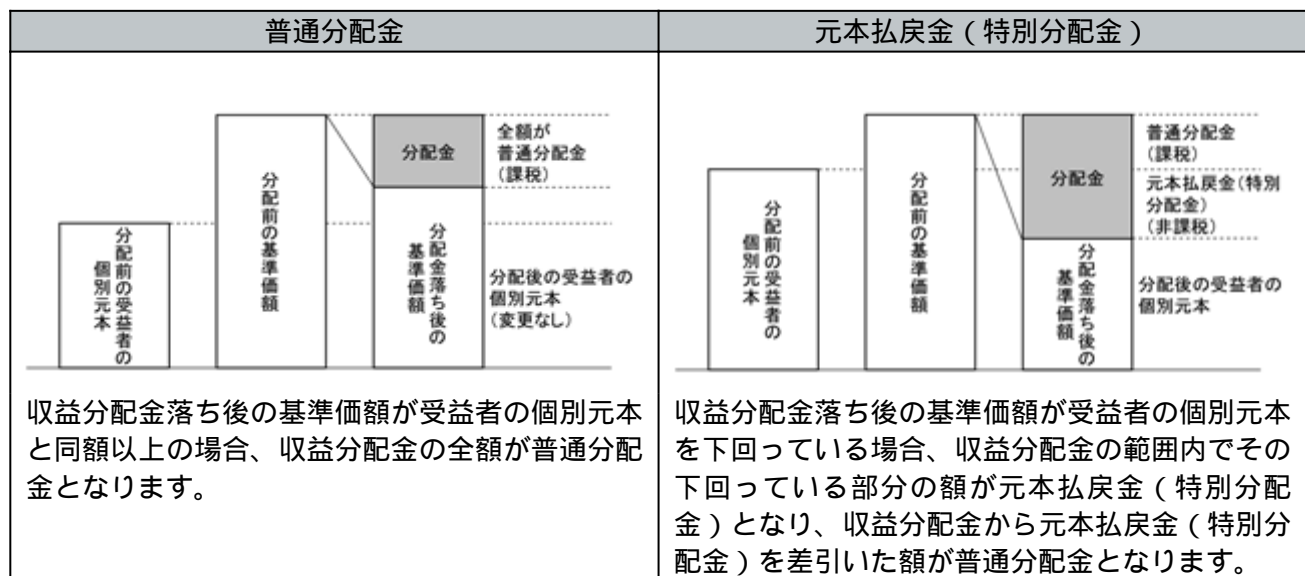 普通分配金
分配前の受益者の
個別元本
分配前の基準価額
分配金
分配金落ち後の
基準価額
全額が
普通分配金
(課税)
分配後の受益者の
個別元本
(変更なし)
収益分配金落ち後の基準価額が受益者の個別元本
と同額以上の場合、収益分配金の全額が普通分配
金となります。
元本払戻金(特別分配金)
分配前の受益者の
個別元本
分配前の基準価額
分配金
分配金落ち後の
基準価額
普通分配金
(課税)
元本払戻金(特別
分配金)
(非課税)
分配後の受益者の
個別元本
収益分配金落ち後の基準価額が受益者の個別元本
を下回っている場合、収益分配金の範囲内でその
下回っている部分の額が元本払戻金(特別分配
金)となり、収益分配金から元本払戻金(特別分
配金)を差引いた額が普通分配金となります。